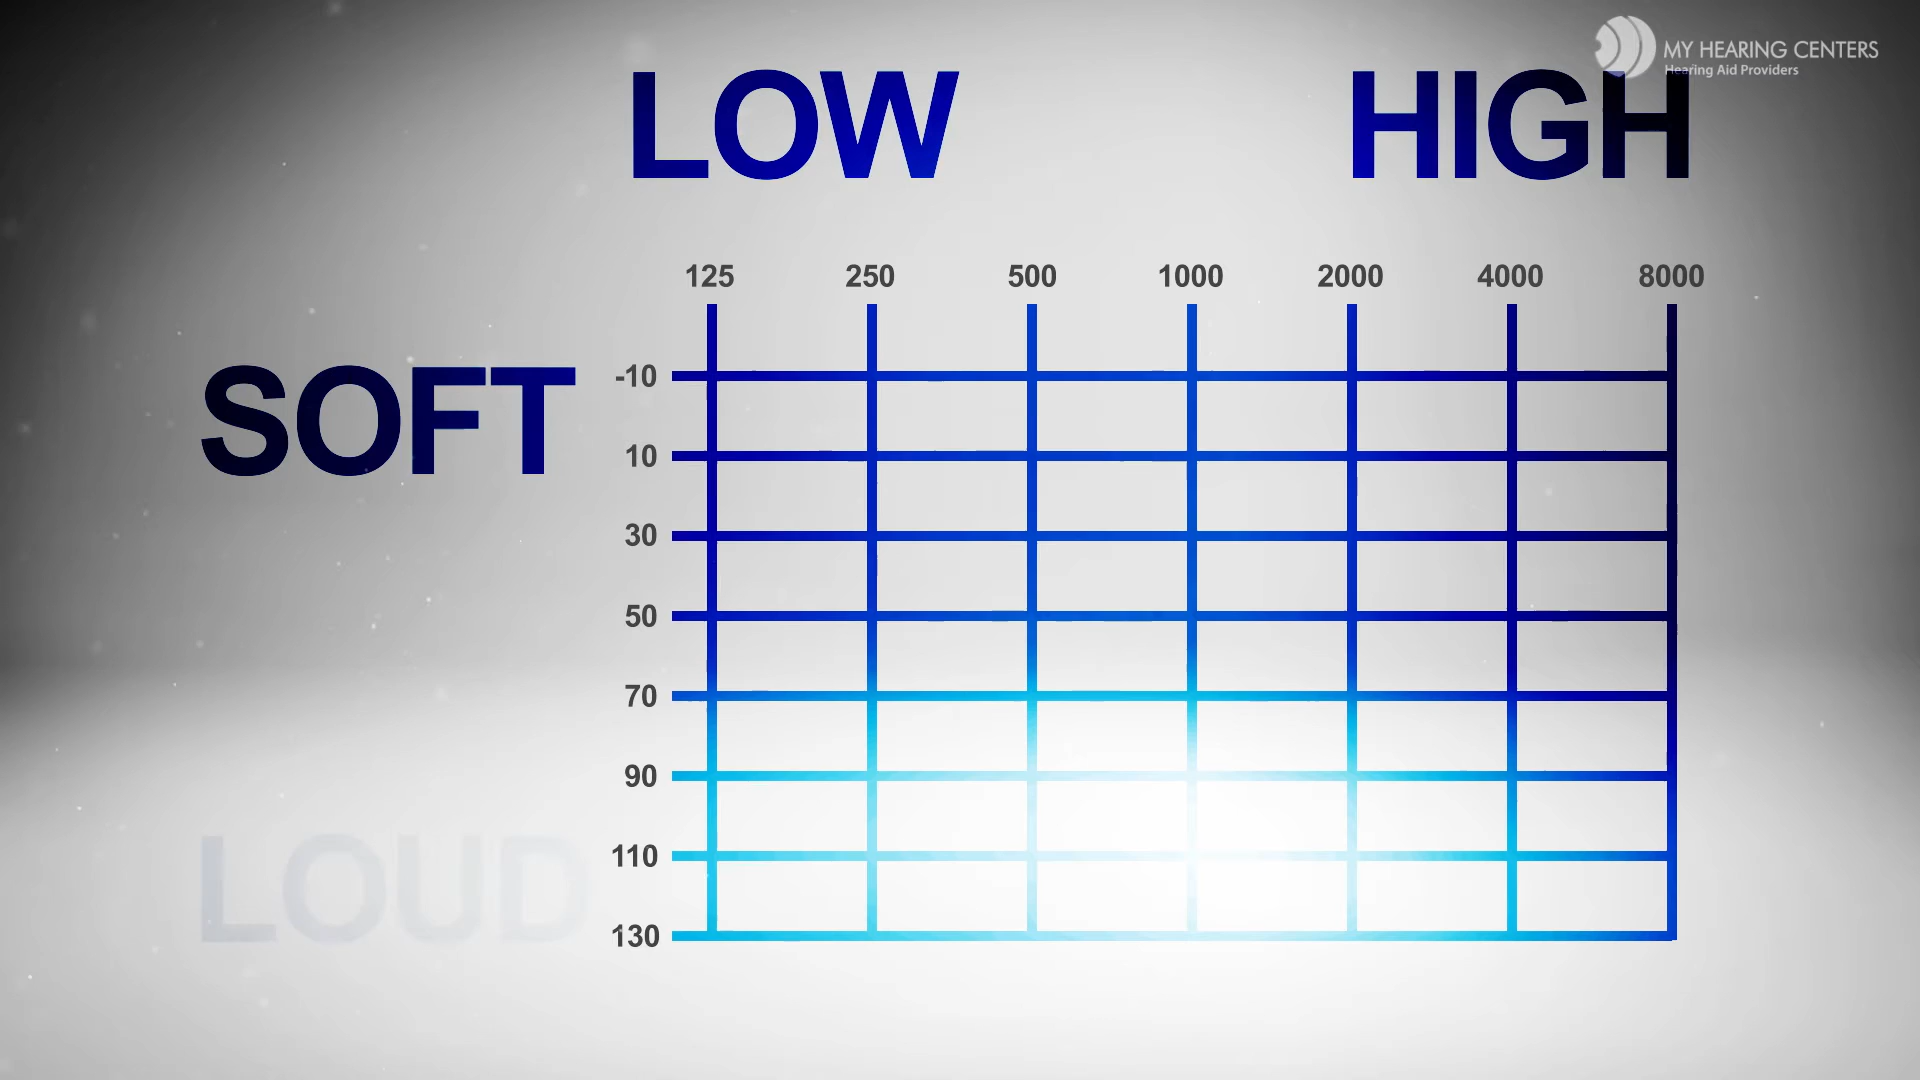 MY HEARING CENTERS
Hearing Aid Providers
LOW HIGH
125 250 500 1000 2000 4000 8000
SOFT
-10
10
30
50
70
90
LOUD
110
130